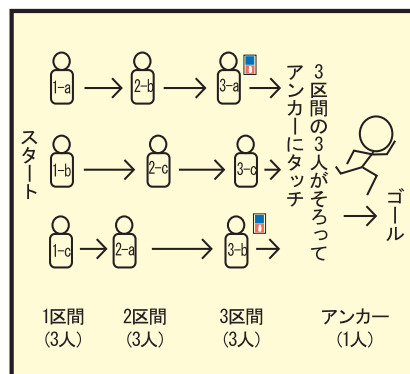 スタート
1-a
2-b
3-a
1-b
2-c
3-c
1-c
2-a
3-b
3区間の3人がそろって
アンカーにタッチ
ゴール
1区間
(3人)
2区間
(3人)
3区間
(3人)
アンカー
(1人)